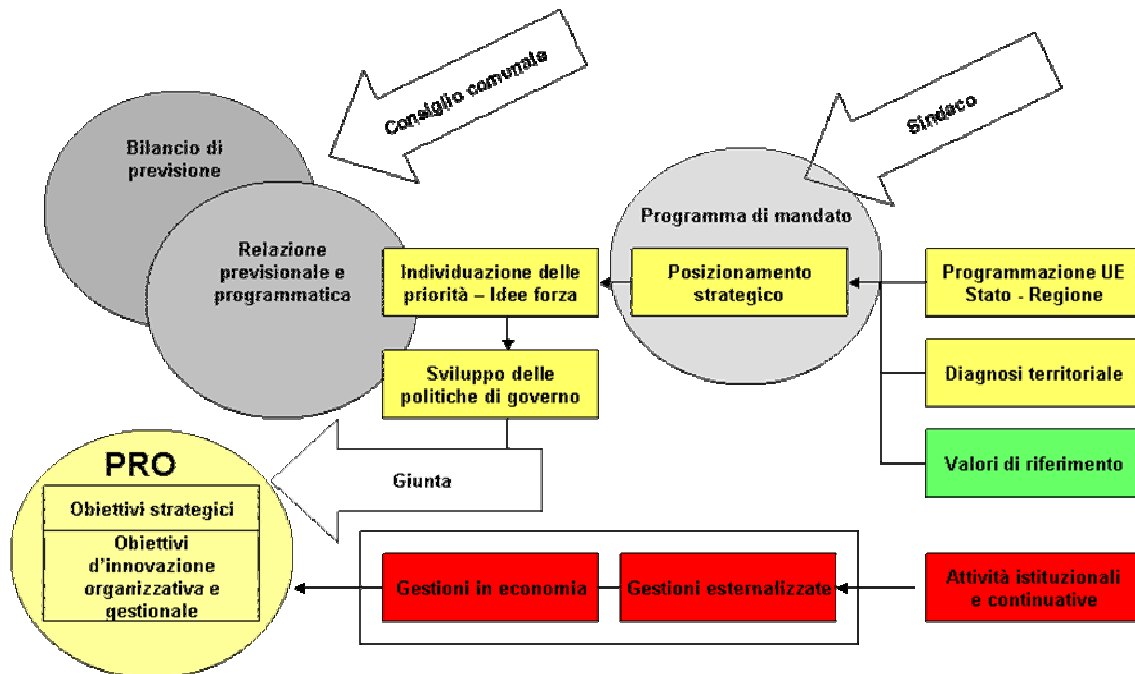 Consiglio comunale
Sindaco
Bilancio di
previsione
Programma di mandato
Relazione
previsionale e
programmatica
Individuazione delle
priorità – Idee forza
Posizionamento
strategico
Programmazione UE
Stato - Regione
Sviluppo delle
politiche di governo
Diagnosi territoriale
PRO
Giunta
Valori di riferimento
Obiettivi strategici
Obiettivi
d'innovazione
organizzativa e
gestionale
Gestioni in economia
Gestioni esternalizzate
Attività istituzionali
e continuative